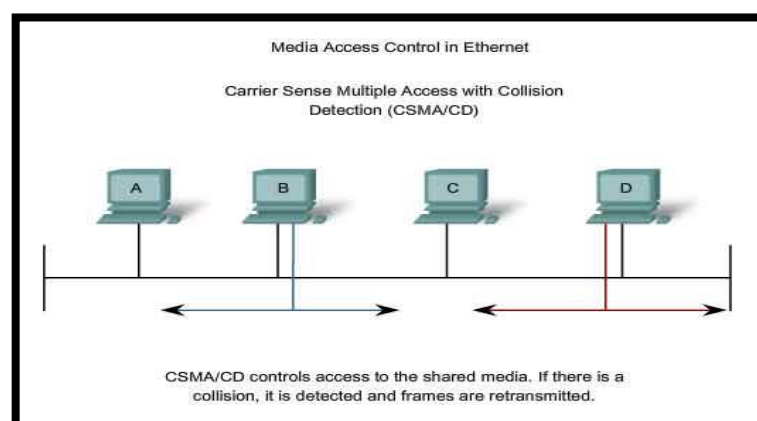 Media Access Control in Ethernet
Carrier Sense Multiple Access with Collision
Detection (CSMA/CD)
A B C D
CSMA/CD controls access to the shared media. If there is a
collision, it is detected and frames are retransmitted.